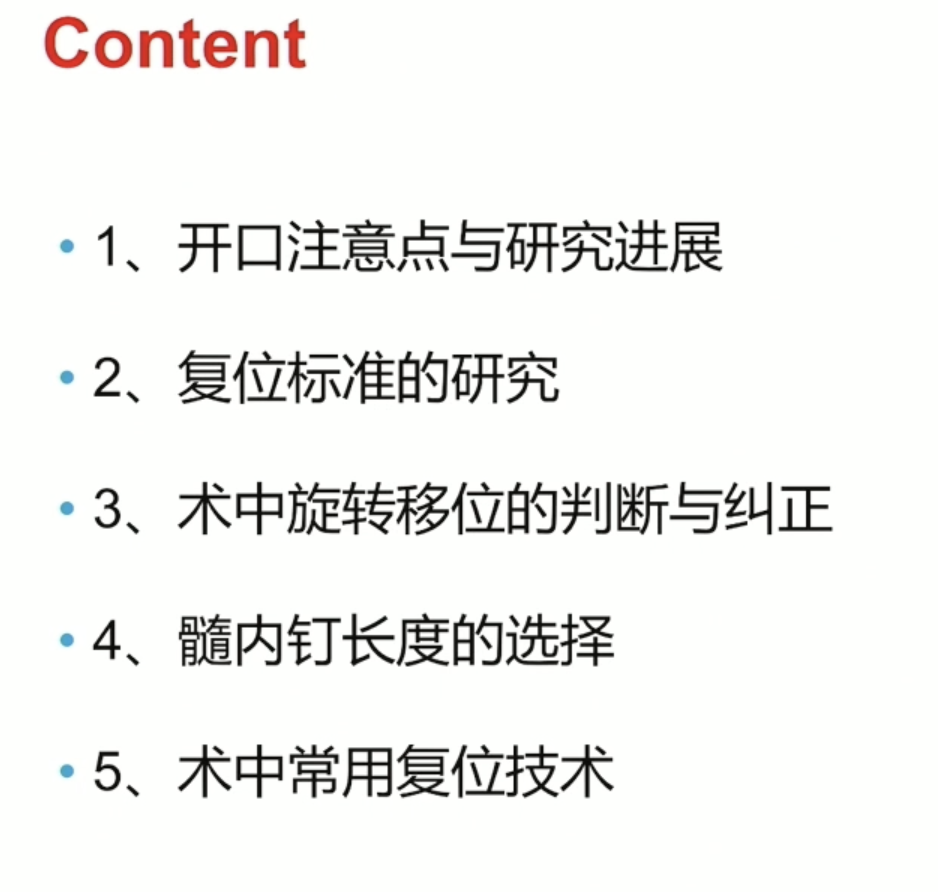 Content
• 1、开口注意点与研究进展
• 2、复位标准的研究
• 3、术中旋转移位的判断与纠正
• 4、髓内钉长度的选择
• 5、术中常用复位技术